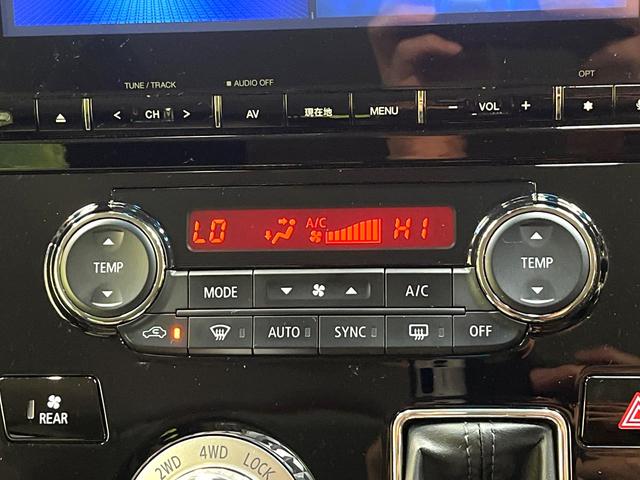 TUNE / TRACK
■ AUDIO OFF
OPT
< CH >
AV
現在地
MENU
− VOL +
✱
LO
A/C
HI
TEMP
TEMP
MODE
A/C
AUTO
SYNC
OFF
REAR
2WD
4WD
LOCK